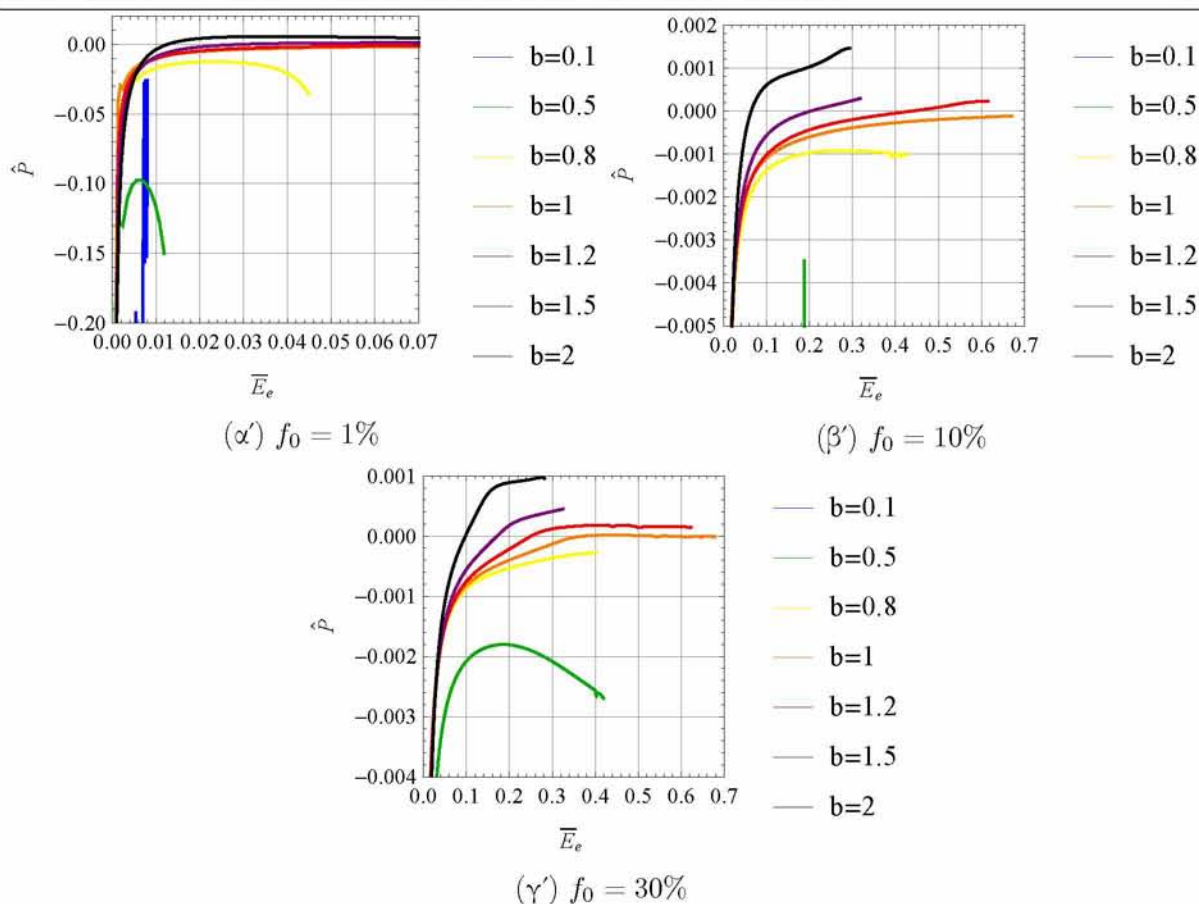 0.00
−0.05
−0.10
−0.15
−0.20
P̂
0.00 0.01 0.02 0.03 0.04 0.05 0.06 0.07
E̅ₑ
b=0.1
b=0.5
b=0.8
b=1
b=1.2
b=1.5
b=2
(α′) f₀ = 1%
0.002
0.001
0.000
−0.001
−0.002
−0.003
−0.004
−0.005
P̂
0.0 0.1 0.2 0.3 0.4 0.5 0.6 0.7
E̅ₑ
b=0.1
b=0.5
b=0.8
b=1
b=1.2
b=1.5
b=2
(β′) f₀ = 10%
0.001
0.000
−0.001
−0.002
−0.003
−0.004
P̂
0.0 0.1 0.2 0.3 0.4 0.5 0.6 0.7
E̅ₑ
b=0.1
b=0.5
b=0.8
b=1
b=1.2
b=1.5
b=2
(γ′) f₀ = 30%